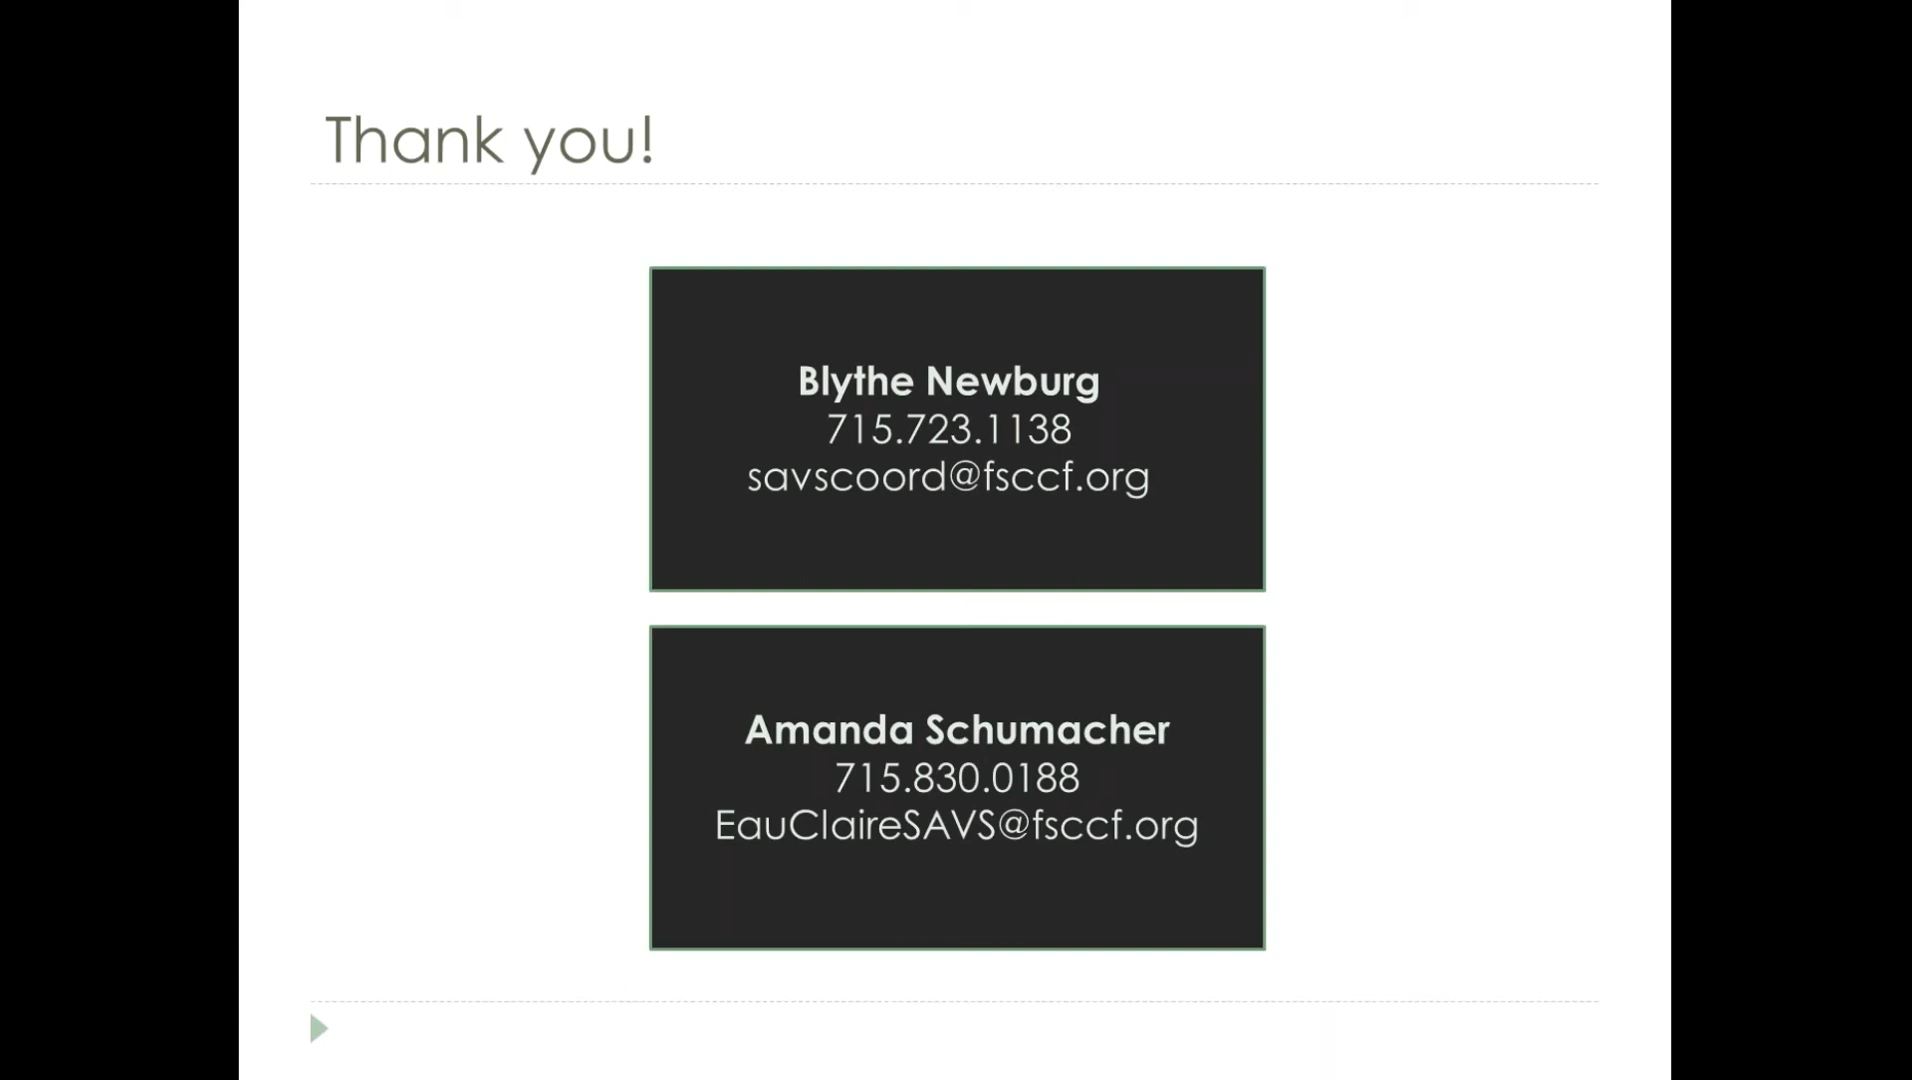 Thank you!
Blythe Newburg
715.723.1138
savscoord@fsccf.org
Amanda Schumacher
715.830.0188
EauClaireSAVS@fsccf.org